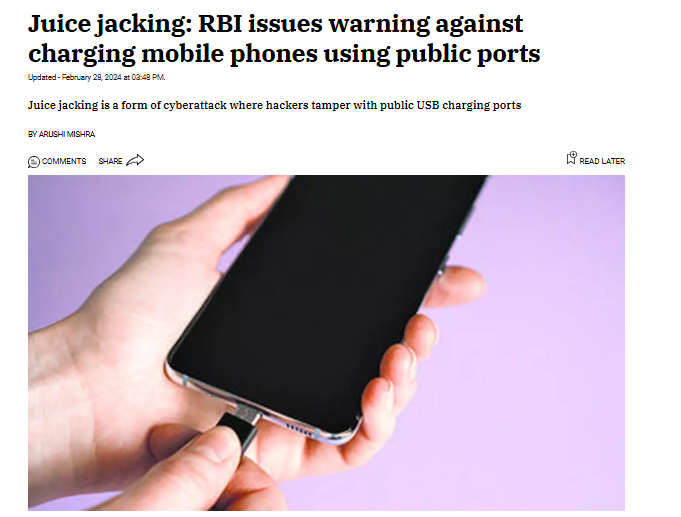 Juice jacking: RBI issues warning against
charging mobile phones using public ports
Updated - February 28, 2024 at 03:48 PM.
Juice jacking is a form of cyberattack where hackers tamper with public USB charging ports
BY ARUSHI MISHRA
COMMENTS SHARE READ LATER